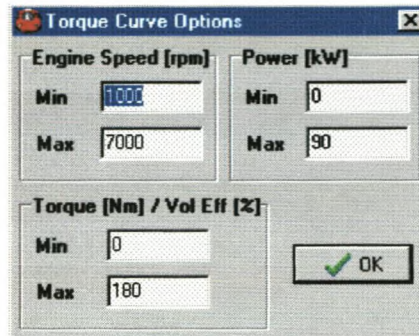 Torque Curve Options
Engine Speed [rpm]
Min 1000
Max 7000
Power [kW]
Min 0
Max 90
Torque [Nm] / Vol Eff [%]
Min 0
Max 180
OK